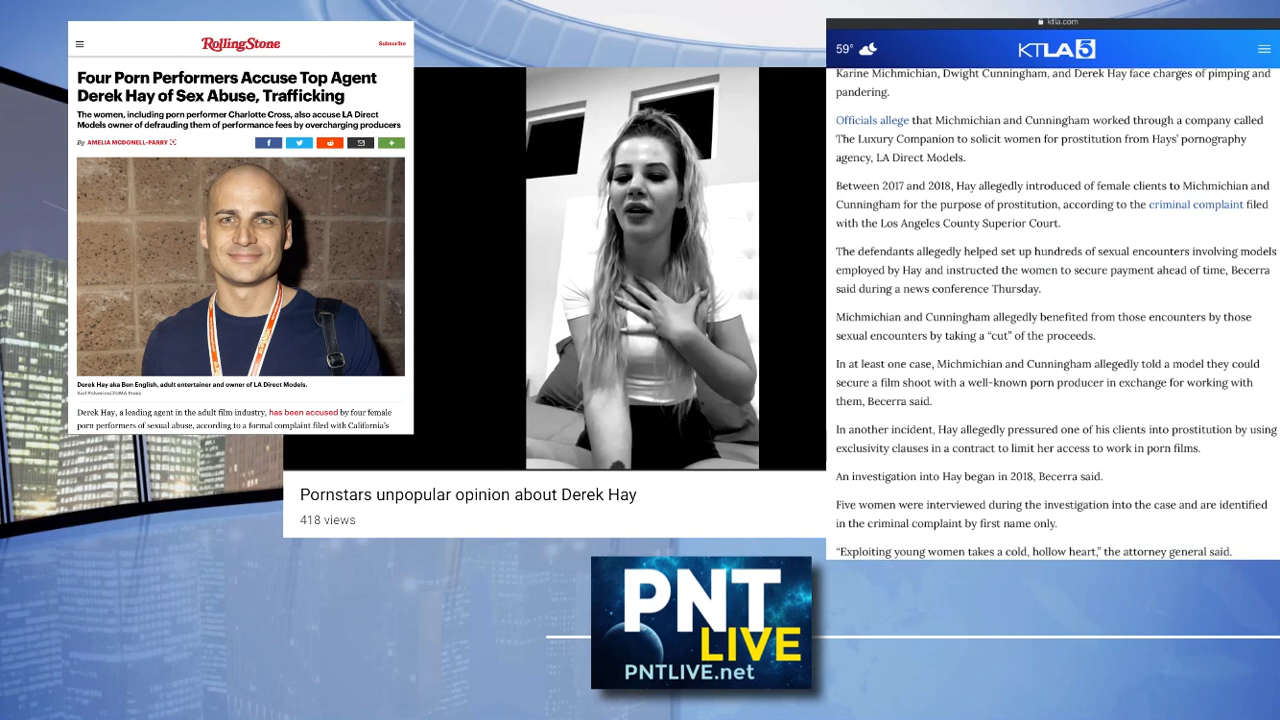 RollingStone
Subscribe
Four Porn Performers Accuse Top Agent
Derek Hay of Sex Abuse, Trafficking
The women, including porn performer Charlotte Cross, also accuse LA Direct
Models owner of defrauding them of performance fees by overcharging producers
By AMELIA MCDONELL-PARRY
Derek Hay aka Ben English, adult entertainer and owner of LA Direct Models.
Derek Hay, a leading agent in the adult film industry, has been accused by four female
porn performers of sexual abuse, according to a formal complaint filed with California's
Pornstars unpopular opinion about Derek Hay
418 views
ktla.com
59°
KTLA 5
Karine Michmichian, Dwight Cunningham, and Derek Hay face charges of pimping and
pandering.
Officials allege that Michmichian and Cunningham worked through a company called
The Luxury Companion to solicit women for prostitution from Hays' pornography
agency, LA Direct Models.
Between 2017 and 2018, Hay allegedly introduced of female clients to Michmichian and
Cunningham for the purpose of prostitution, according to the criminal complaint filed
with the Los Angeles County Superior Court.
The defendants allegedly helped set up hundreds of sexual encounters involving models
employed by Hay and instructed the women to secure payment ahead of time, Becerra
said during a news conference Thursday.
Michmichian and Cunningham allegedly benefited from those encounters by those
sexual encounters by taking a “cut” of the proceeds.
In at least one case, Michmichian and Cunningham allegedly told a model they could
secure a film shoot with a well-known porn producer in exchange for working with
them, Becerra said.
In another incident, Hay allegedly pressured one of his clients into prostitution by using
exclusivity clauses in a contract to limit her access to work in porn films.
An investigation into Hay began in 2018, Becerra said.
Five women were interviewed during the investigation into the case and are identified
in the criminal complaint by first name only.
“Exploiting young women takes a cold, hollow heart,” the attorney general said.
PNT
LIVE
PNTLIVE.net